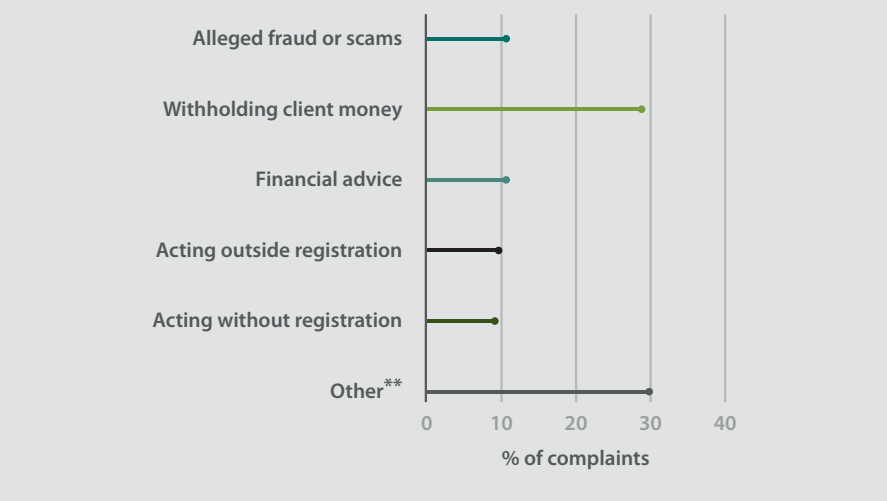 Alleged fraud or scams
Withholding client money
Financial advice
Acting outside registration
Acting without registration
Other**
0 10 20 30 40
% of complaints